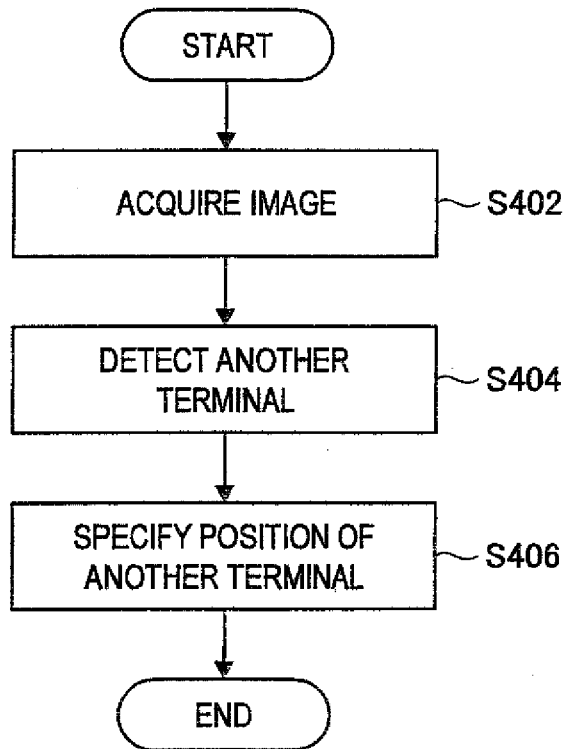 START
ACQUIRE IMAGE
S402
DETECT ANOTHER
TERMINAL
S404
SPECIFY POSITION OF
ANOTHER TERMINAL
S406
END